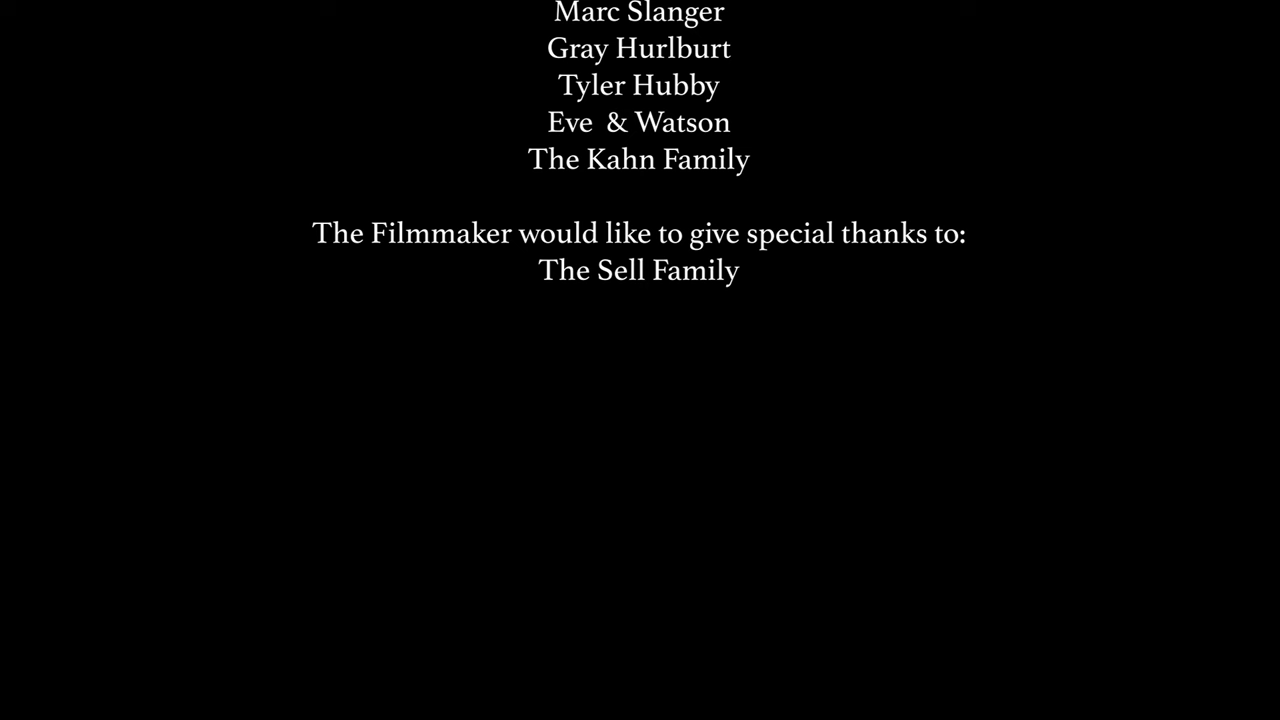 Marc Slanger
Gray Hurlburt
Tyler Hubby
Eve & Watson
The Kahn Family
The Filmmaker would like to give special thanks to:
The Sell Family